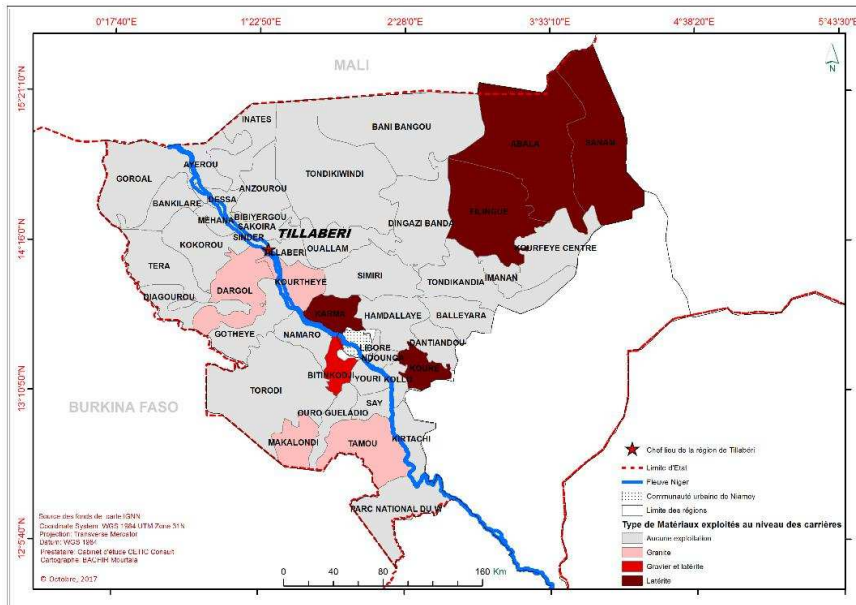 0°17'40"E 1°22'50"E 2°28'0"E 3°33'10"E 4°38'20"E 5°43'30"E
15°21'10"N
14°16'0"N
13°10'50"N
12°5'40"N
MALI
N
INATES
BANI BANGOU
ABALA
SANAM
AYEROU
GOROAL
TONDIKIWINDI
ANZOUROU
DESSA
BANKILARE
BIBIYERGOU
MEHANA
SAKOIRA
DINGAZI BANDA
FILINGUE
SINDER
TILLABERI
KOKOROU
TILLABERI
OUALLAM
KOURFEYE CENTRE
TERA
SIMIRI
IMANAN
DARGOL
KOURTHEYE
TONDIKANDIA
DIAGOUROU
KARMA
HAMDALLAYE
BALLEYARA
GOTHEYE
NAMARO
LIBORE
DANTIANDOU
NDOUNGA
KOURE
BITINKODJI
YOURI
KOLLO
TORODI
SAY
BURKINA FASO
OURO GUELADIO
MAKALONDI
TAMOU
KIRTACHI
PARC NATIONAL DU W
Chef lieu de la région de Tillabéri
Limite d'Etat
Fleuve Niger
Communauté urbaine de Niamey
Limite des régions
Type de Matériaux exploités au niveau des carrières
Aucune exploitation
Granite
Gravier et latérite
Latérite
Source des fonds de carte IGNN
Coordinate System: WGS 1984 UTM Zone 31N
Projection: Transverse Mercator
Datum: WGS 1984
Prestataire: Cabinet d'étude CETIC Consult
Cartographe: BACHIR Mourtala
© Octobre, 2017
0 40 80 160 Km